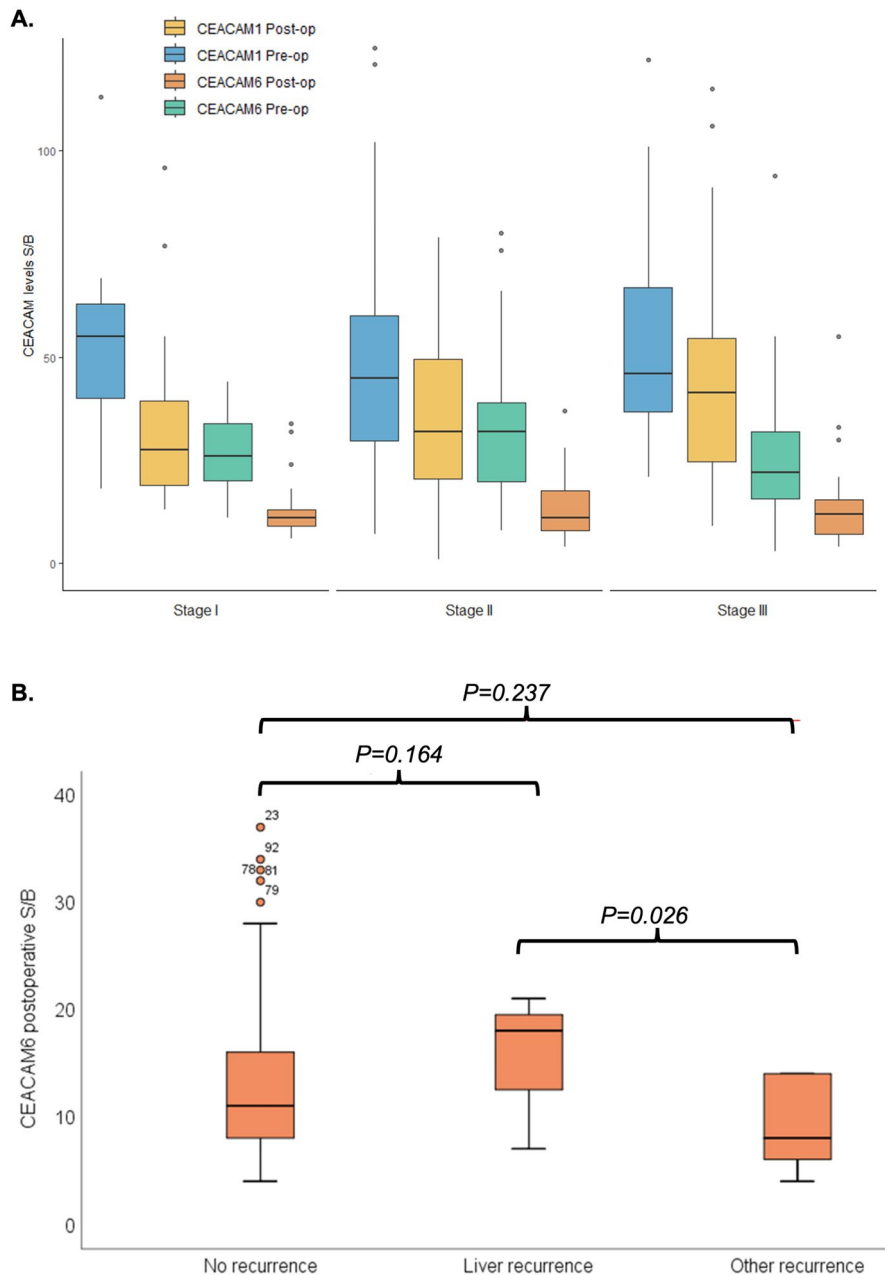 A.
CEACAM1 Post-op
CEACAM1 Pre-op
CEACAM6 Post-op
CEACAM6 Pre-op
CEACAM levels S/B
100
50
0
Stage I
Stage II
Stage III
B.
P=0.237
P=0.164
P=0.026
CEACAM6 postoperative S/B
40
30
20
10
0
23
92
78
81
79
No recurrence
Liver recurrence
Other recurrence